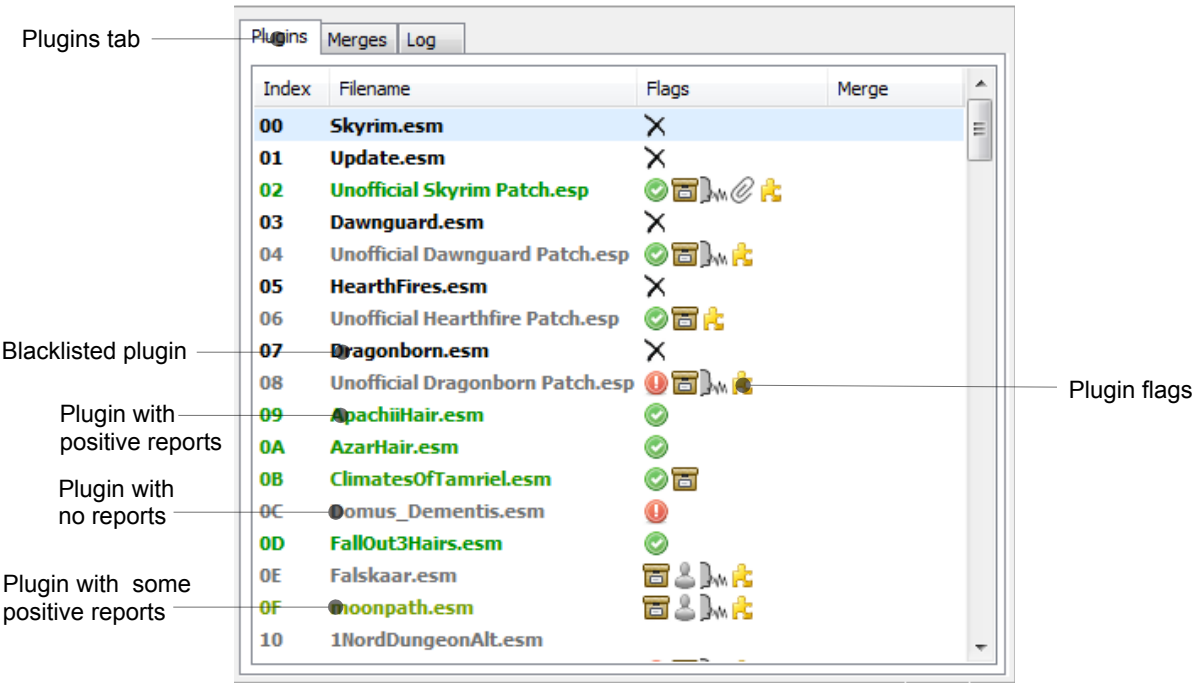 Plugins tab
Plugins Merges Log
Index Filename Flags Merge
00 Skyrim.esm
01 Update.esm
02 Unofficial Skyrim Patch.esp
03 Dawnguard.esm
04 Unofficial Dawnguard Patch.esp
05 HearthFires.esm
06 Unofficial Hearthfire Patch.esp
Blacklisted plugin
07 Dragonborn.esm
08 Unofficial Dragonborn Patch.esp
Plugin flags
Plugin with
positive reports
09 ApachiiHair.esm
0A AzarHair.esm
0B ClimatesOfTamriel.esm
Plugin with
no reports
0C Domus_Dementis.esm
0D FallOut3Hairs.esm
0E Falskaar.esm
Plugin with some
positive reports
0F moonpath.esm
10 1NordDungeonAlt.esm